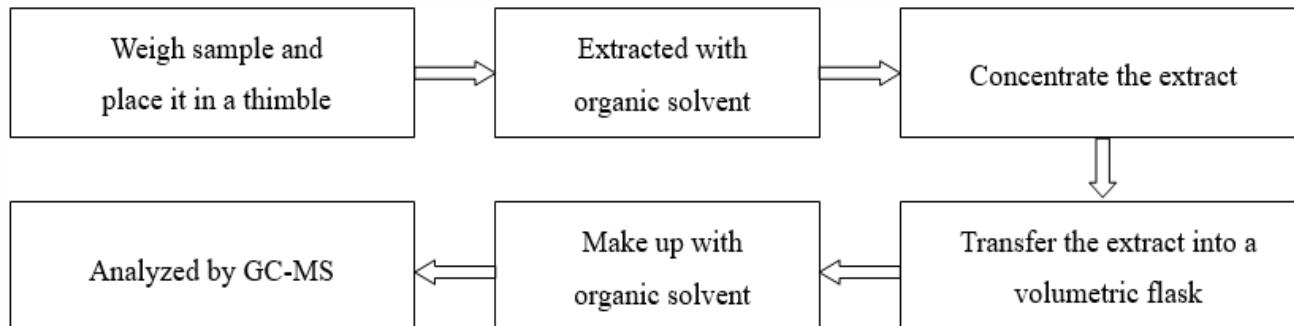 Weigh sample and
place it in a thimble
Extracted with
organic solvent
Concentrate the extract
Transfer the extract into a
volumetric flask
Make up with
organic solvent
Analyzed by GC-MS